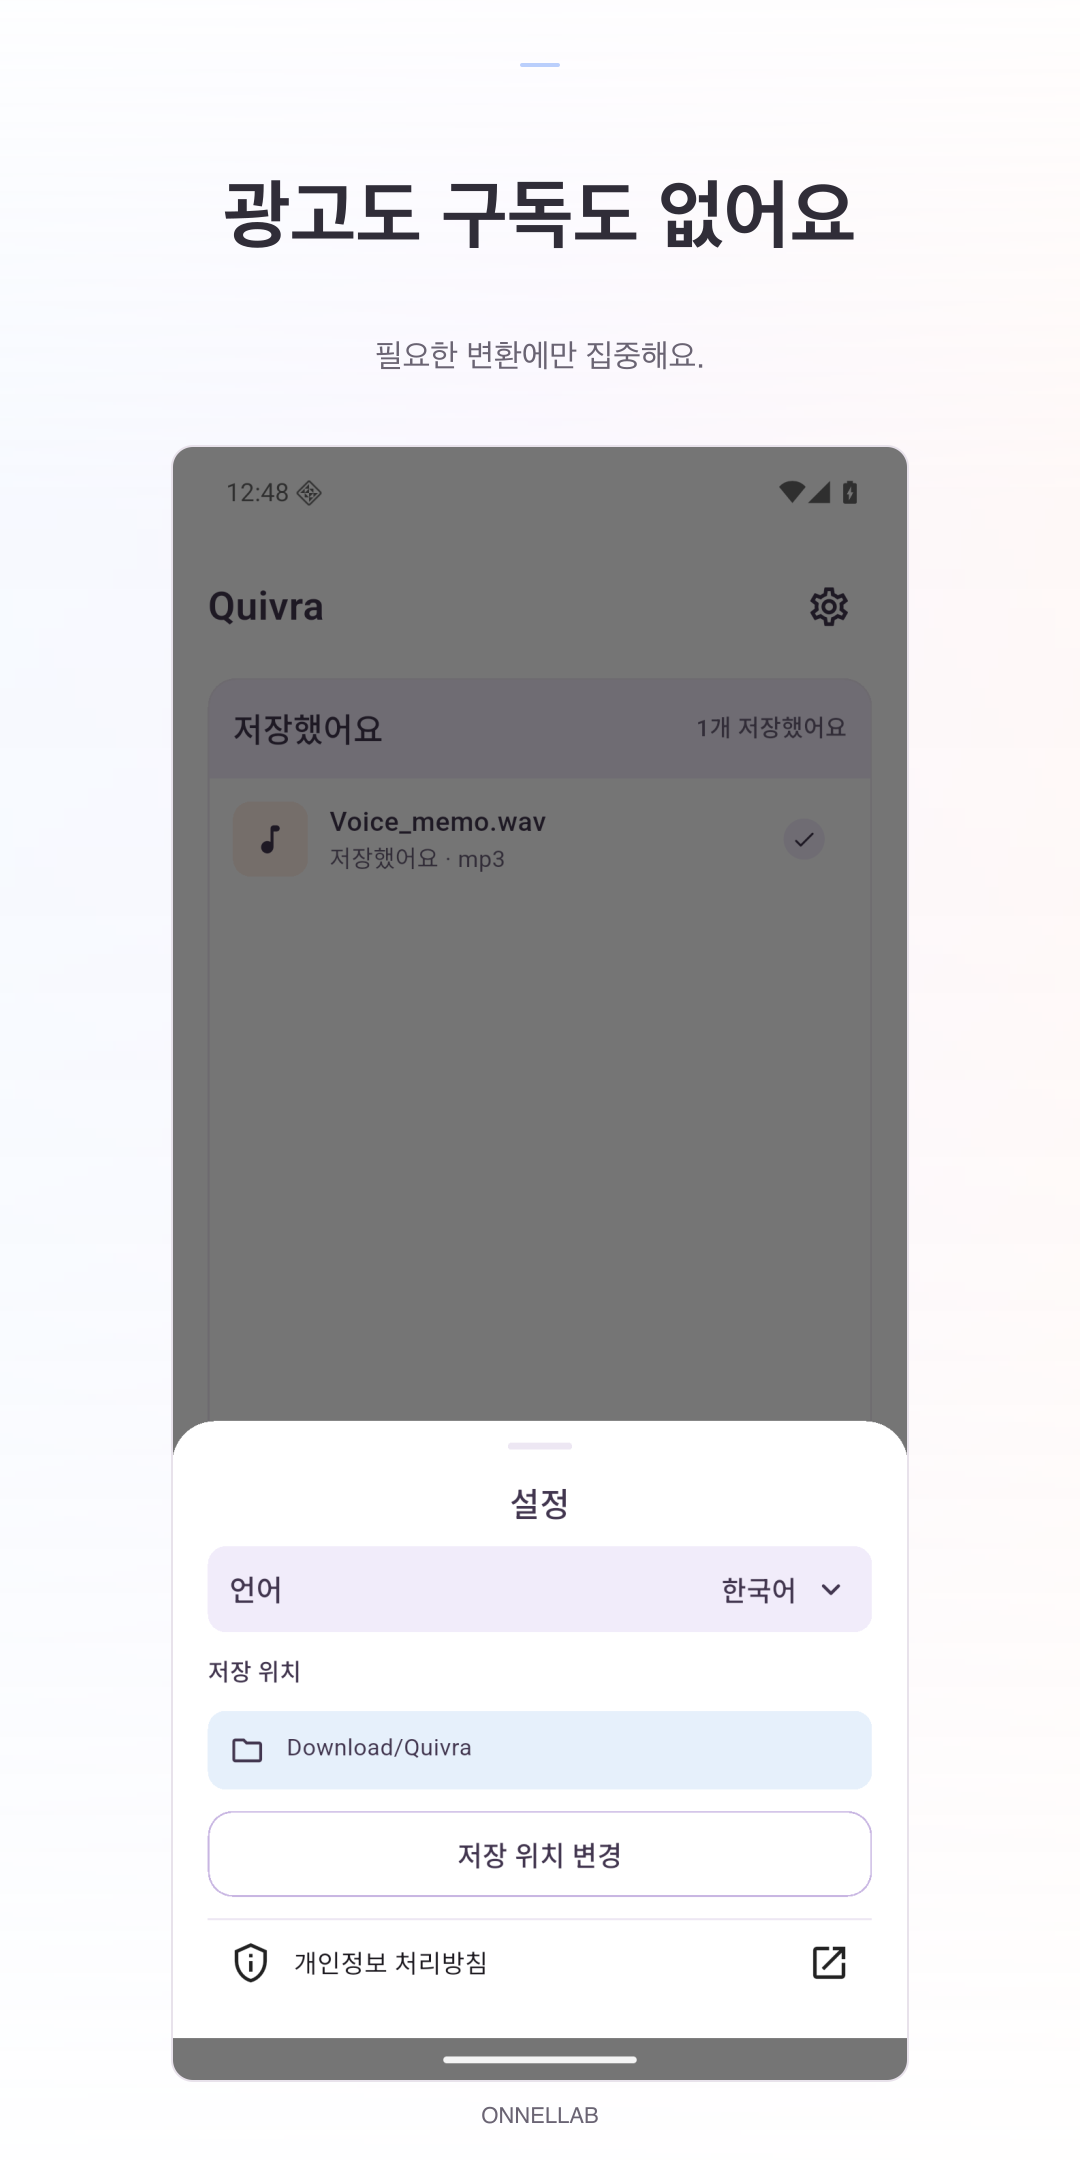 광고도 구독도 없어요
필요한 변환에만 집중해요.
12:48
Quivra
저장했어요
1개 저장했어요
Voice_memo.wav
저장했어요 · mp3
설정
언어
한국어
저장 위치
Download/Quivra
저장 위치 변경
개인정보 처리방침
ONNELLAB